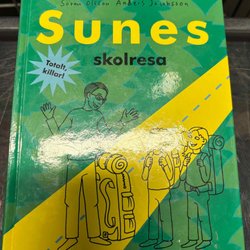 Sören Olsson Anders Jacobsson
Sunes
skolresa
Totalt,
killar!